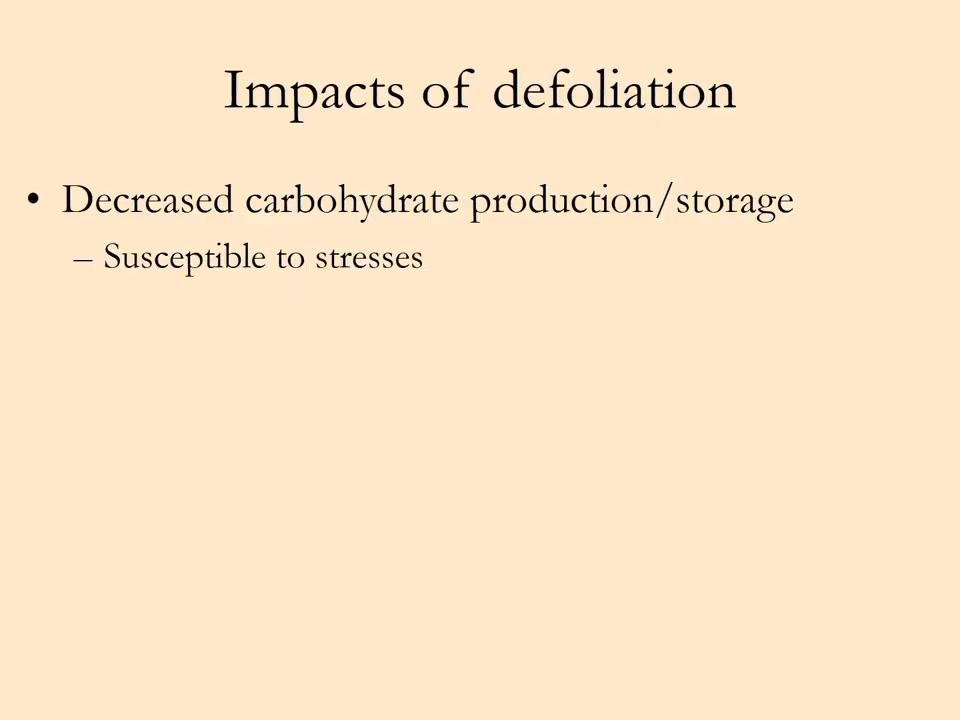 Impacts of defoliation
• Decreased carbohydrate production/storage
– Susceptible to stresses